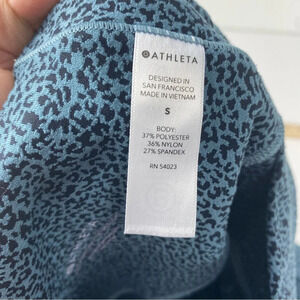 ATHLETA
DESIGNED IN
SAN FRANCISCO
MADE IN VIETNAM
S
BODY:
37% POLYESTER
36% NYLON
27% SPANDEX
RN 54023